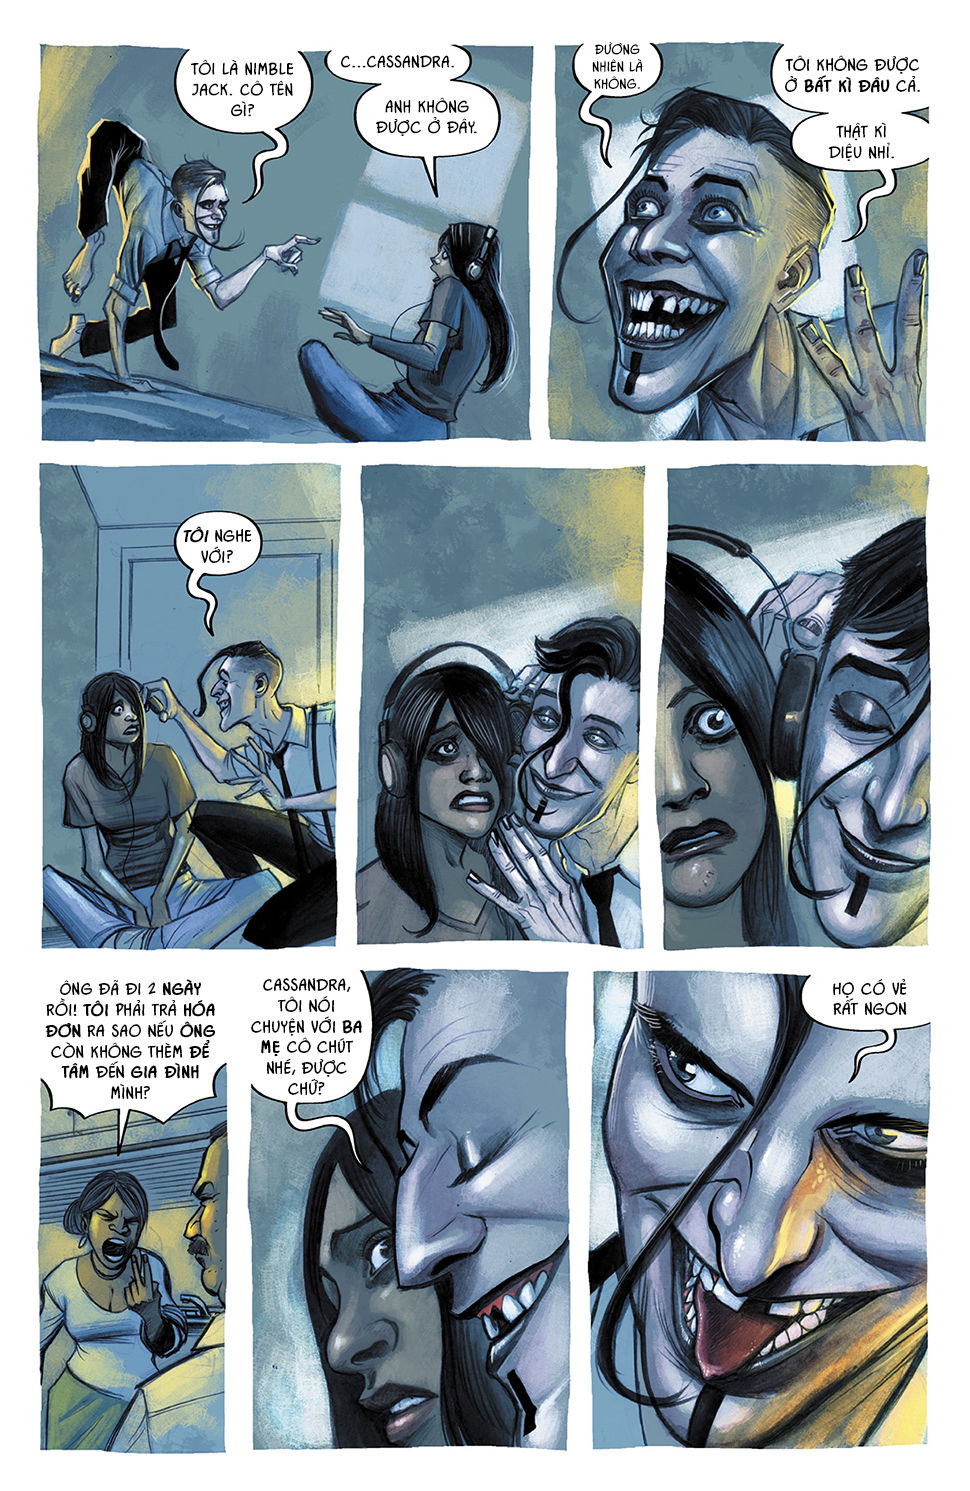 TÔI LÀ NIMBLE
JACK. CÔ TÊN
GÌ?
C...CASSANDRA.
ANH KHÔNG
ĐƯỢC Ở ĐÂY.
ĐƯƠNG
NHIÊN LÀ
KHÔNG.
TÔI KHÔNG ĐƯỢC
Ở BẤT KÌ ĐÂU CẢ.
THẬT KÌ
DIỆU NHỈ.
TÔI NGHE
VỚI?
ÔNG ĐÃ ĐI 2 NGÀY
RỒI! TÔI PHẢI TRẢ HÓA
ĐƠN RA SAO NẾU ÔNG
CÒN KHÔNG THÈM ĐỂ
TÂM ĐẾN GIA ĐÌNH
MÌNH?
CASSANDRA,
TÔI NÓI
CHUYỆN VỚI BA
MẸ CÔ CHÚT
NHÉ, ĐƯỢC
CHỨ?
HỌ CÓ VẺ
RẤT NGON